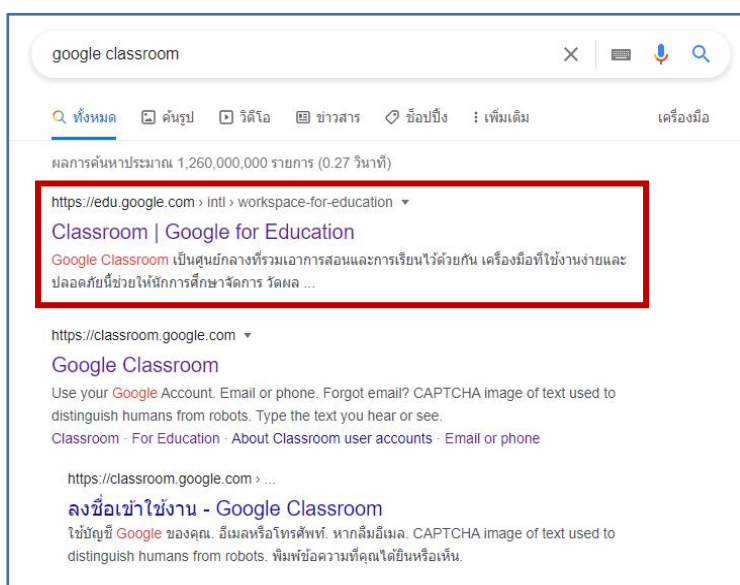 google classroom
ทั้งหมด ค้นรูป วิดีโอ ข่าวสาร ช็อปปิ้ง เพิ่มเติม เครื่องมือ
ผลการค้นหาประมาณ 1,260,000,000 รายการ (0.27 วินาที)
https://edu.google.com › intl › workspace-for-education
Classroom | Google for Education
Google Classroom เป็นศูนย์กลางที่รวมเอาการสอนและการเรียนไว้ด้วยกัน เครื่องมือที่ใช้งานง่ายและ
ปลอดภัยนี้ช่วยให้นักการศึกษาจัดการ วัดผล ...
https://classroom.google.com
Google Classroom
Use your Google Account. Email or phone. Forgot email? CAPTCHA image of text used to
distinguish humans from robots. Type the text you hear or see.
Classroom · For Education · About Classroom user accounts · Email or phone
https://classroom.google.com › ...
ลงชื่อเข้าใช้งาน - Google Classroom
ใช้บัญชี Google ของคุณ. อีเมลหรือโทรศัพท์. หากลืมอีเมล. CAPTCHA image of text used to
distinguish humans from robots. พิมพ์ข้อความที่คุณได้ยินหรือเห็น.